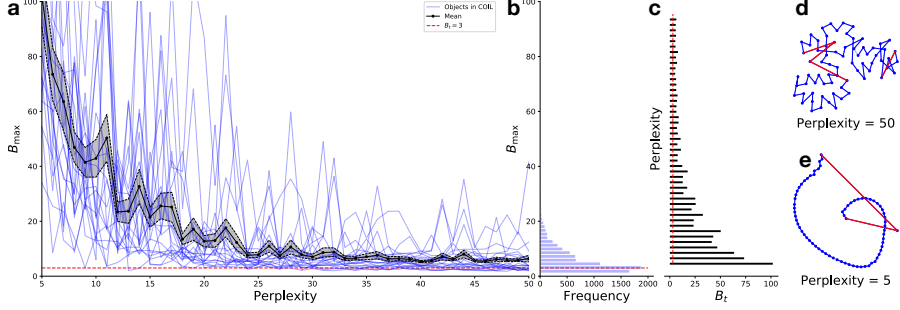 a
100
80
60
40
20
0
B_max
5
10
15
20
25
30
35
40
45
50
Perplexity
Objects in COIL
Mean
B_t = 3
b
100
80
60
40
20
0
B_max
0
500
1000
1500
2000
Frequency
c
Perplexity
0
25
50
75
100
B_t
d
Perplexity = 50
e
Perplexity = 5